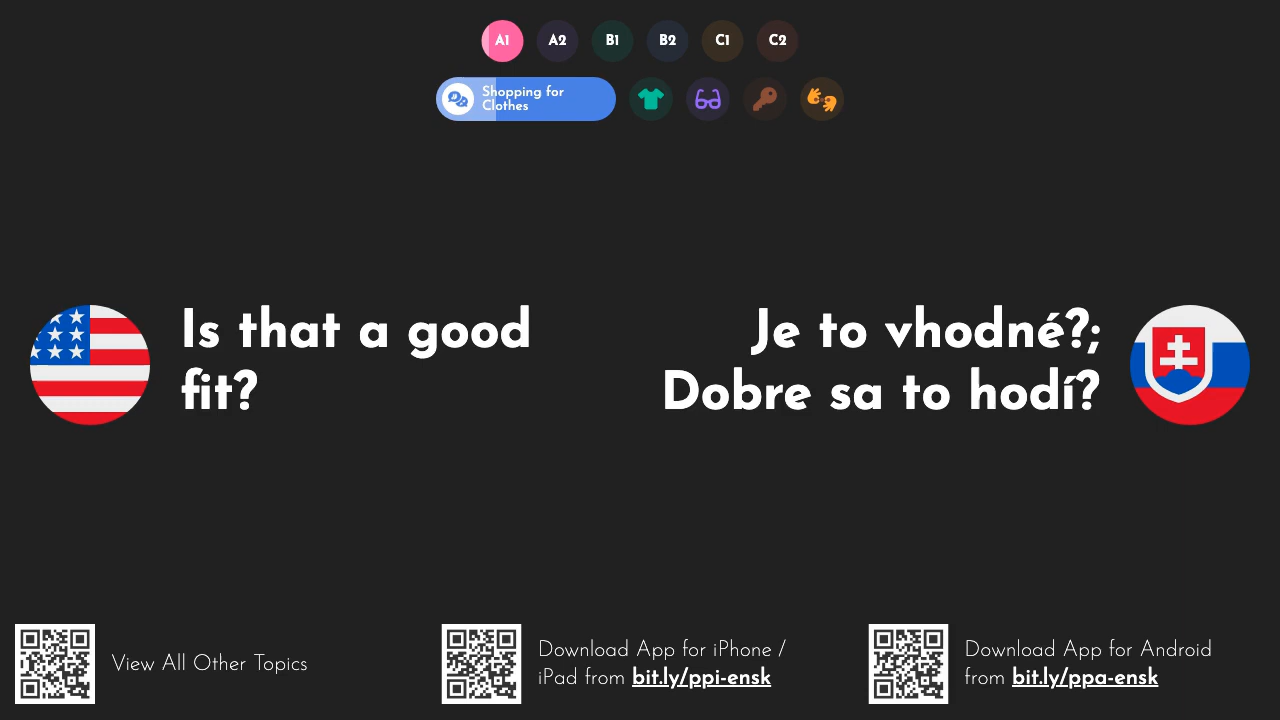 A1 A2 B1 B2 C1 C2
Shopping for
Clothes
Is that a good
fit?
Je to vhodné?;
Dobre sa to hodí?
View All Other Topics
Download App for iPhone /
iPad from bit.ly/ppi-ensk
Download App for Android
from bit.ly/ppa-ensk